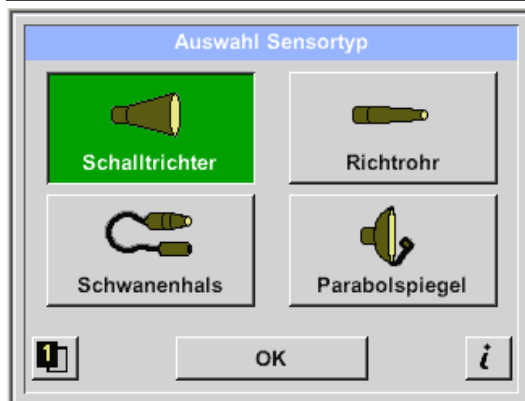 Auswahl Sensortyp
Schalltrichter
Richtrohr
Schwanenhals
Parabolspiegel
1
OK
i